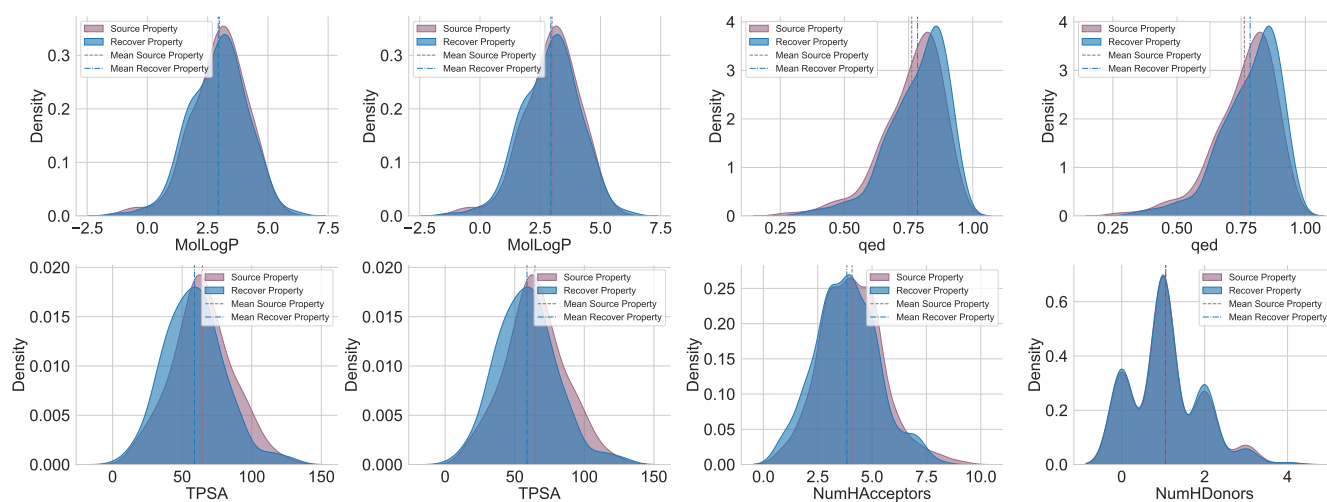 Source Property
Recover Property
Mean Source Property
Mean Recover Property
Density
0.3
0.2
0.1
0.0
−2.5 0.0 2.5 5.0 7.5
MolLogP
Source Property
Recover Property
Mean Source Property
Mean Recover Property
Density
0.3
0.2
0.1
0.0
−2.5 0.0 2.5 5.0 7.5
MolLogP
Source Property
Recover Property
Mean Source Property
Mean Recover Property
Density
4
3
2
1
0
0.25 0.50 0.75 1.00
qed
Source Property
Recover Property
Mean Source Property
Mean Recover Property
Density
4
3
2
1
0
0.25 0.50 0.75 1.00
qed
Source Property
Recover Property
Mean Source Property
Mean Recover Property
Density
0.020
0.015
0.010
0.005
0.000
0 50 100 150
TPSA
Source Property
Recover Property
Mean Source Property
Mean Recover Property
Density
0.020
0.015
0.010
0.005
0.000
0 50 100 150
TPSA
Source Property
Recover Property
Mean Source Property
Mean Recover Property
Density
0.25
0.20
0.15
0.10
0.05
0.00
0.0 2.5 5.0 7.5 10.0
NumHAcceptors
Source Property
Recover Property
Mean Source Property
Mean Recover Property
Density
0.6
0.4
0.2
0.0
0 2 4
NumHDonors